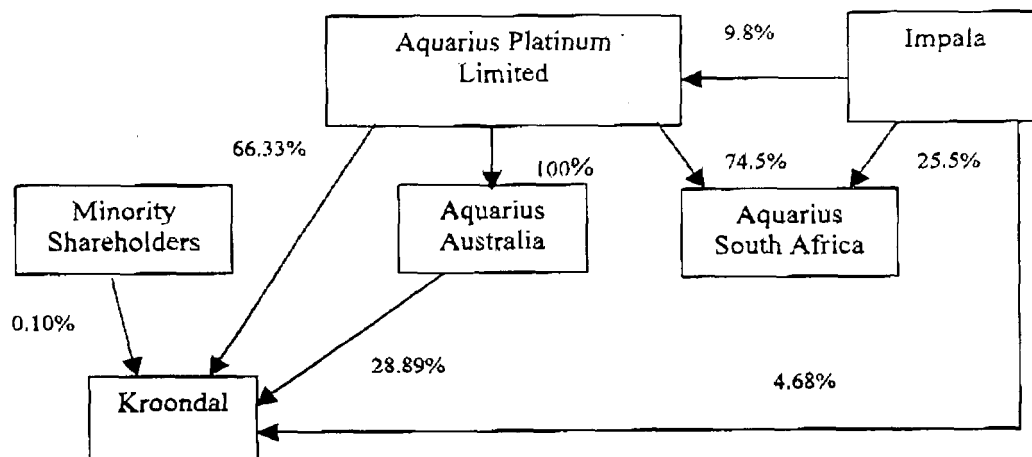 Aquarius Platinum
Limited
9.8%
Impala
66.33%
100%
74.5%
25.5%
Minority
Shareholders
Aquarius
Australia
Aquarius
South Africa
0.10%
28.89%
4.68%
Kroondal